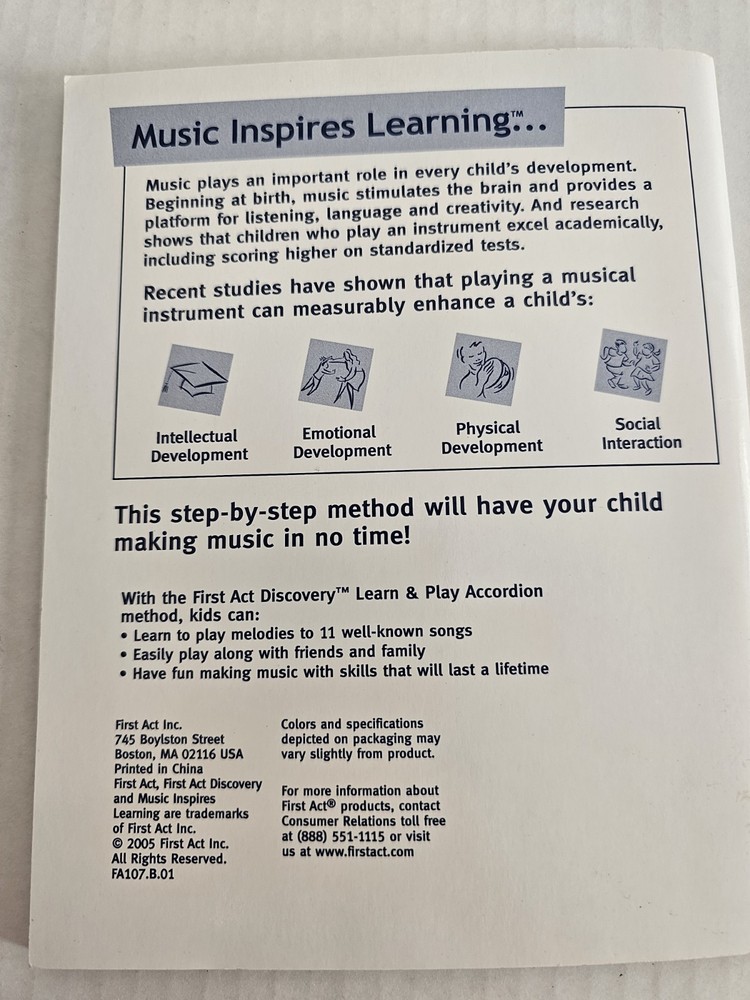 Music Inspires Learning™...
Music plays an important role in every child's development.
Beginning at birth, music stimulates the brain and provides a
platform for listening, language and creativity. And research
shows that children who play an instrument excel academically,
including scoring higher on standardized tests.
Recent studies have shown that playing a musical
instrument can measurably enhance a child's:
Intellectual
Development
Emotional
Development
Physical
Development
Social
Interaction
This step-by-step method will have your child
making music in no time!
With the First Act Discovery™ Learn & Play Accordion
method, kids can:
• Learn to play melodies to 11 well-known songs
• Easily play along with friends and family
• Have fun making music with skills that will last a lifetime
First Act Inc.
745 Boylston Street
Boston, MA 02116 USA
Printed in China
First Act, First Act Discovery
and Music Inspires
Learning are trademarks
of First Act Inc.
© 2005 First Act Inc.
All Rights Reserved.
FA107.B.01
Colors and specifications
depicted on packaging may
vary slightly from product.
For more information about
First Act® products, contact
Consumer Relations toll free
at (888) 551-1115 or visit
us at www.firstact.com